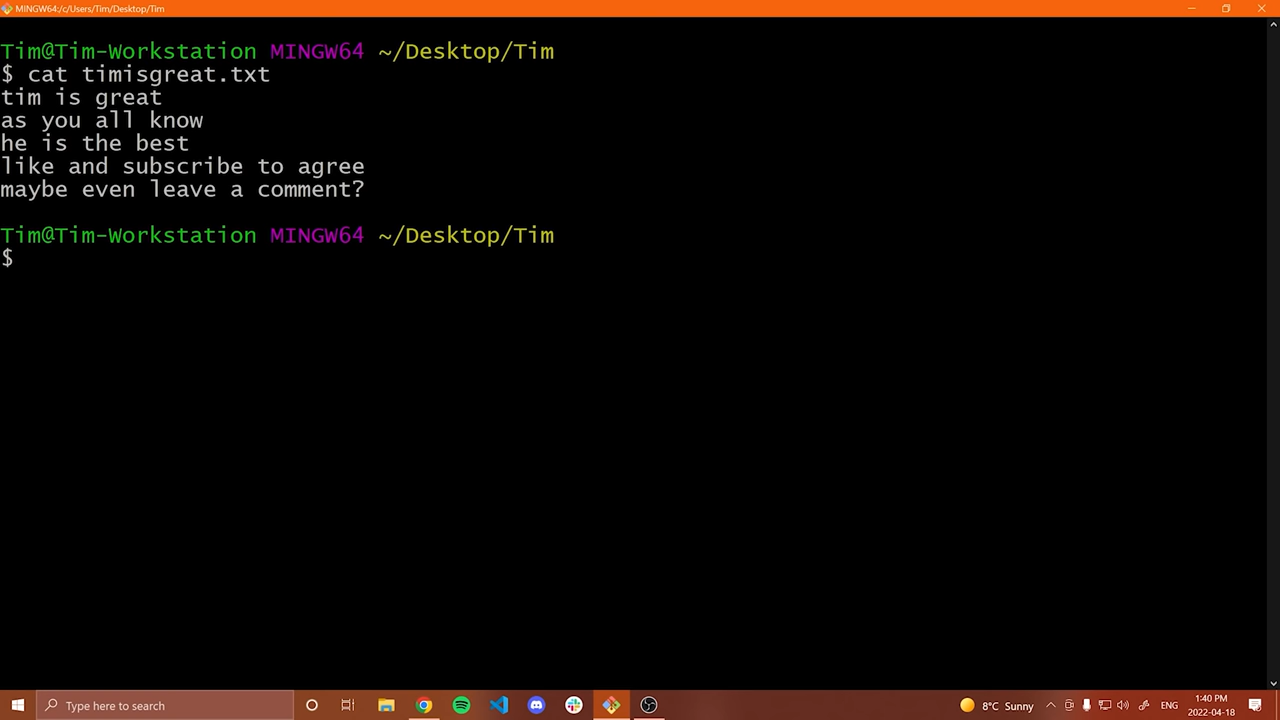 MINGW64:/c/Users/Tim/Desktop/Tim
Tim@Tim-Workstation MINGW64 ~/Desktop/Tim
$ cat timisgreat.txt
tim is great
as you all know
he is the best
like and subscribe to agree
maybe even leave a comment?
Tim@Tim-Workstation MINGW64 ~/Desktop/Tim
$
Type here to search
8°C Sunny
ENG
1:40 PM
2022-04-18